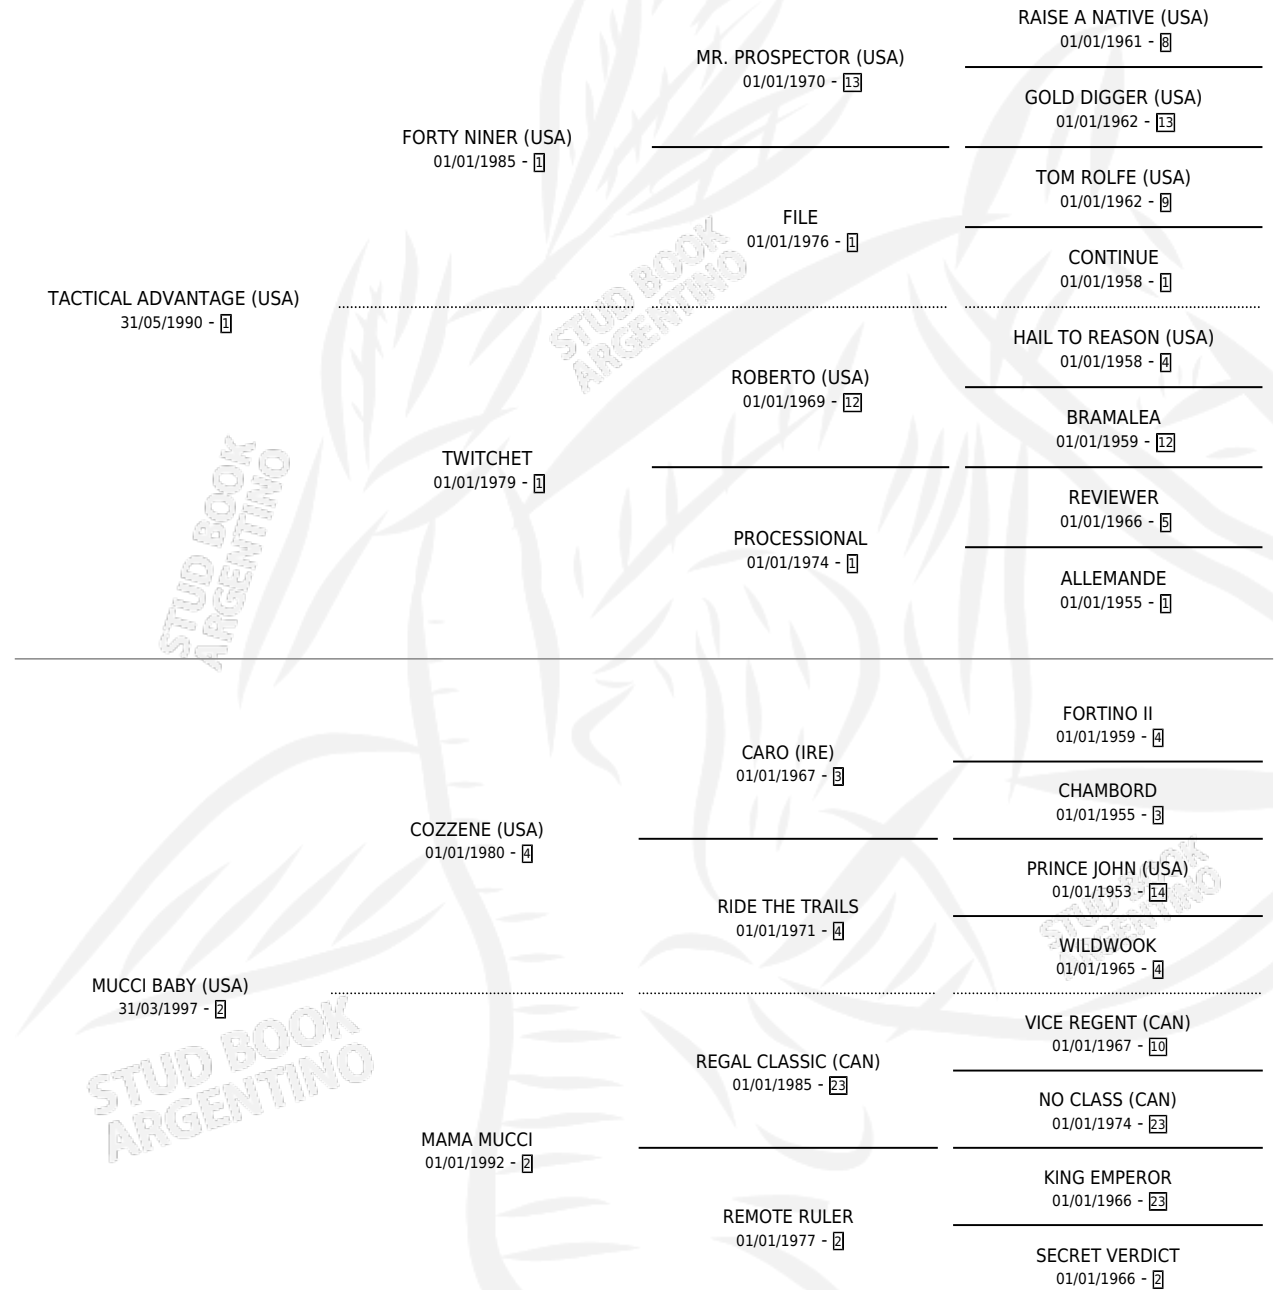 RAISE A NATIVE (USA)
01/01/1961 - 8
MR. PROSPECTOR (USA)
01/01/1970 - 13
GOLD DIGGER (USA)
01/01/1962 - 13
FORTY NINER (USA)
01/01/1985 - 1
TOM ROLFE (USA)
01/01/1962 - 9
FILE
01/01/1976 - 1
CONTINUE
01/01/1958 - 1
TACTICAL ADVANTAGE (USA)
31/05/1990 - 1
HAIL TO REASON (USA)
01/01/1958 - 4
ROBERTO (USA)
01/01/1969 - 12
BRAMALEA
01/01/1959 - 12
TWITCHET
01/01/1979 - 1
REVIEWER
01/01/1966 - 5
PROCESSIONAL
01/01/1974 - 1
ALLEMANDE
01/01/1955 - 1
FORTINO II
01/01/1959 - 4
CARO (IRE)
01/01/1967 - 3
CHAMBORD
01/01/1955 - 3
COZZENE (USA)
01/01/1980 - 4
PRINCE JOHN (USA)
01/01/1953 - 14
RIDE THE TRAILS
01/01/1971 - 4
WILDWOOK
01/01/1965 - 4
MUCCI BABY (USA)
31/03/1997 - 2
VICE REGENT (CAN)
01/01/1967 - 10
REGAL CLASSIC (CAN)
01/01/1985 - 23
NO CLASS (CAN)
01/01/1974 - 23
MAMA MUCCI
01/01/1992 - 2
KING EMPEROR
01/01/1966 - 23
REMOTE RULER
01/01/1977 - 2
SECRET VERDICT
01/01/1966 - 2
STUD BOOK
ARGENTINO
STUD BOOK
ARGENTINO
STUD BOOK
ARGENTINO
STUD BOOK
ARGENTINO